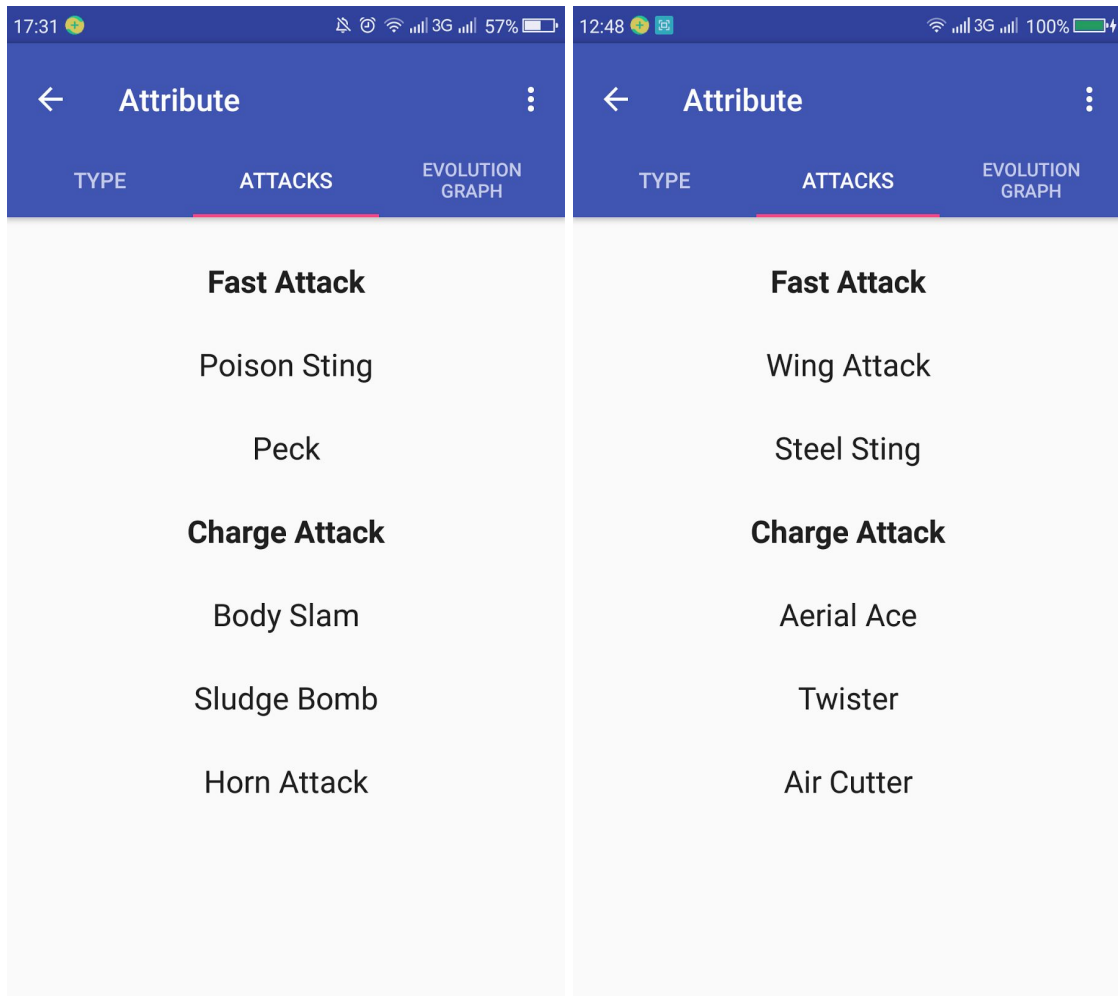 17:31 3G 57%
Attribute
TYPE
ATTACKS
EVOLUTION
GRAPH
Fast Attack
Poison Sting
Peck
Charge Attack
Body Slam
Sludge Bomb
Horn Attack
12:48 3G 100%
Attribute
TYPE
ATTACKS
EVOLUTION
GRAPH
Fast Attack
Wing Attack
Steel Sting
Charge Attack
Aerial Ace
Twister
Air Cutter